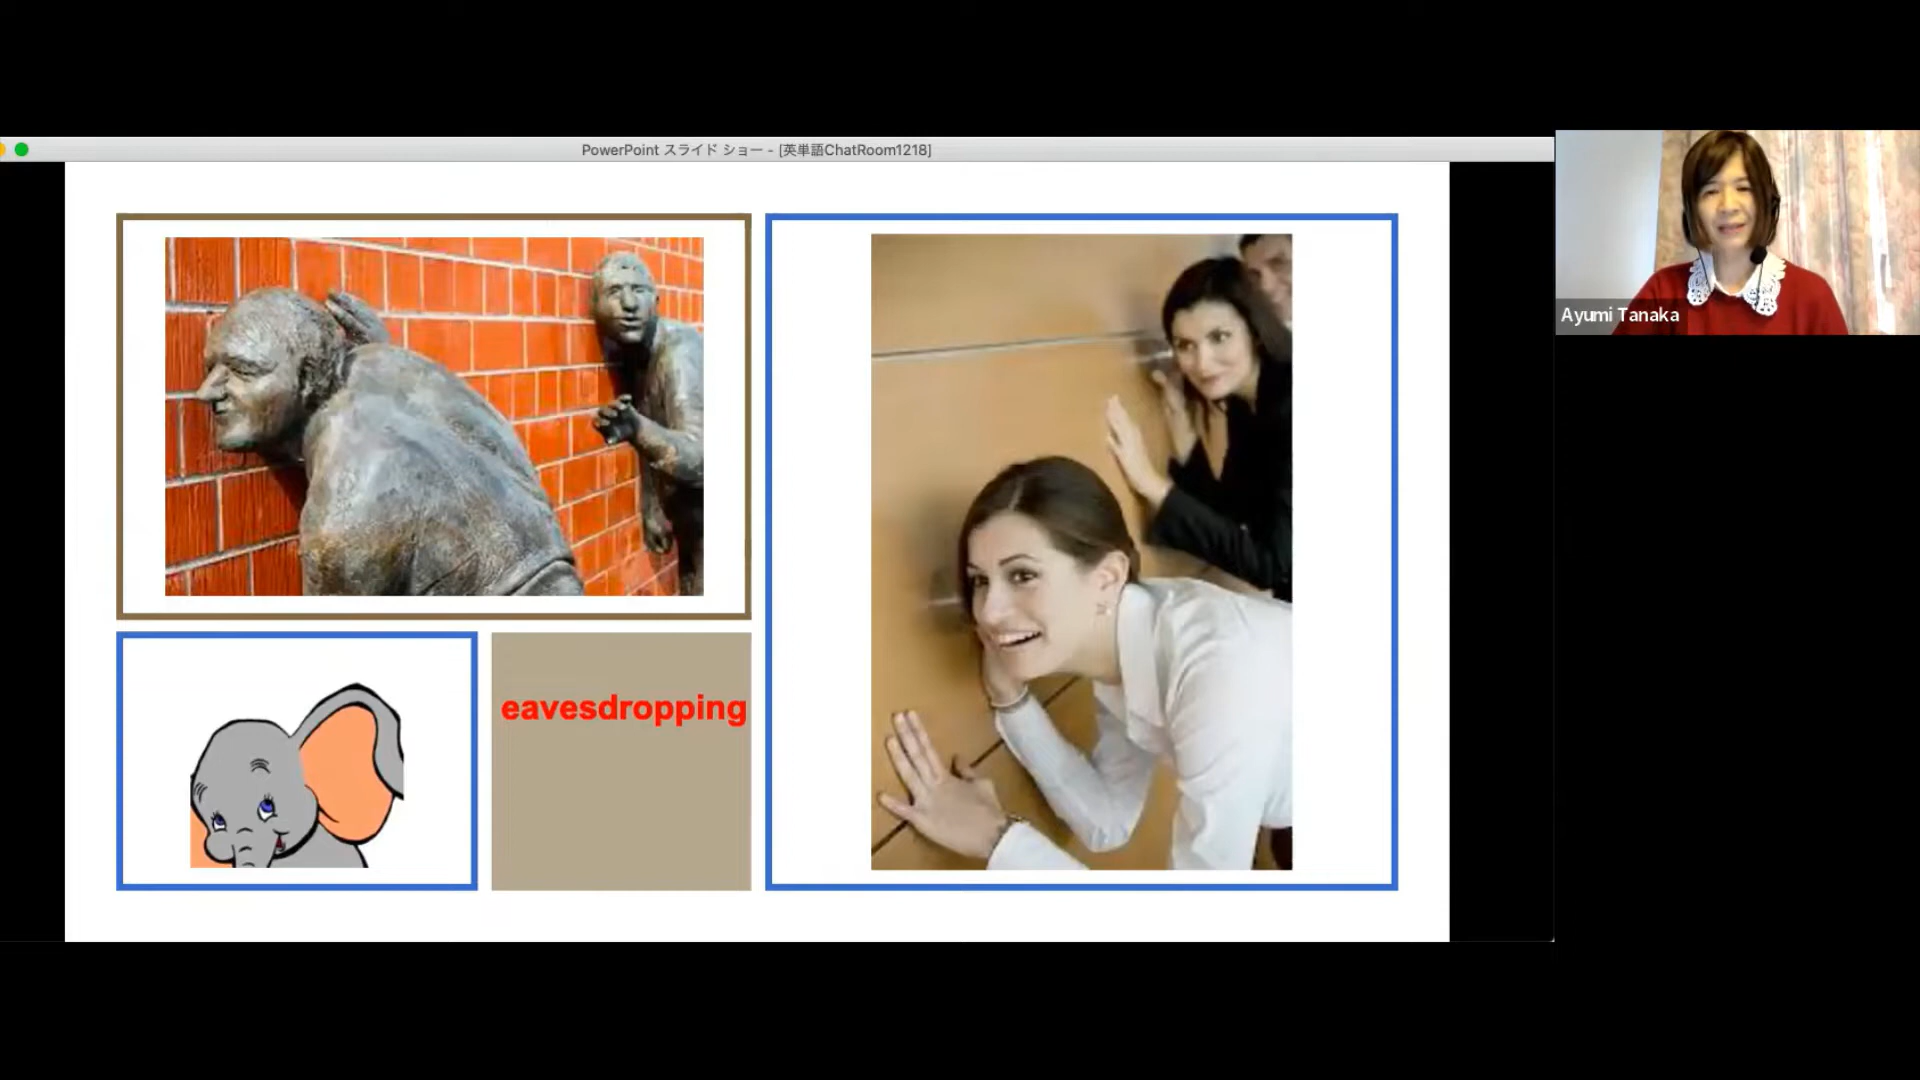 PowerPoint スライド ショー - [英単語ChatRoom1218]
Ayumi Tanaka
eavesdropping